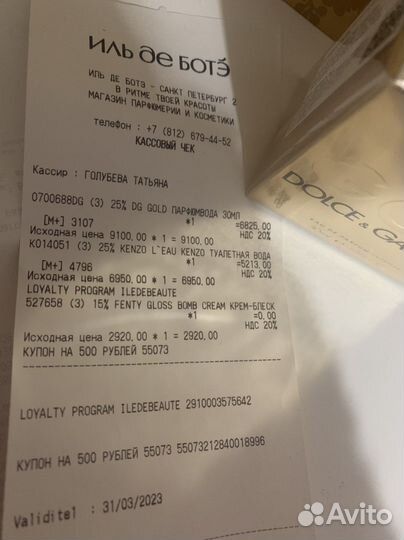 ИЛЬ де БОТЭ
ИЛЬ ДЕ БОТЭ - САНКТ ПЕТЕРБУРГ 2
В РИТМЕ ТВОЕЙ КРАСОТЫ
МАГАЗИН ПАРФЮМЕРИИ И КОСМЕТИКИ
телефон : +7 (812) 679-44-52
КАССОВЫЙ ЧЕК
Кассир : ГОЛУБЕВА ТАТЬЯНА
0700688DG (3) 25% DG GOLD ПАРФЮМВОДА 30МЛ
*1 =6825,00
[M+] 3107 НДС 20%
Исходная цена 9100,00 * 1 = 9100,00
K014051 (3) 25% KENZO L`EAU KENZO ТУАЛЕТНАЯ ВОДА
*1 =5213,00
[M+] 4796 НДС 20%
Исходная цена 6950,00 * 1 = 6950,00
LOYALTY PROGRAM ILEDEBEAUTE
527658 (3) 15% FENTY GLOSS BOMB CREAM КРЕМ-БЛЕСК
*1 =0,00
НДС 20%
Исходная цена 2920,00 * 1 = 2920,00
КУПОН НА 500 РУБЛЕЙ 55073
LOYALTY PROGRAM ILEDEBEAUTE 2910003575642
КУПОН НА 500 РУБЛЕЙ 55073 55073212840018996
Validite1 : 31/03/2023
DOLCE & GA
Avito